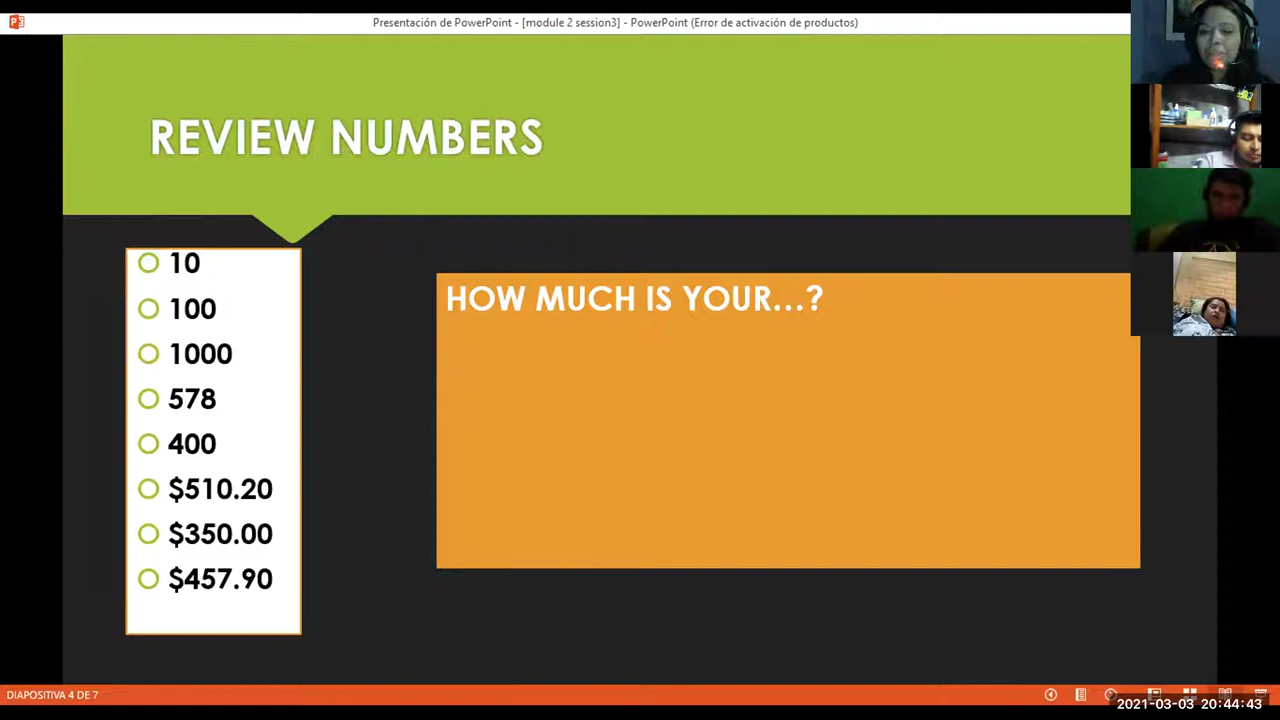 Presentación de PowerPoint - [module 2 session3] - PowerPoint (Error de activación de productos)
REVIEW NUMBERS
10
100
1000
578
400
$510.20
$350.00
$457.90
HOW MUCH IS YOUR...?
DIAPOSITIVA 4 DE 7
2021-03-03 20:44:43